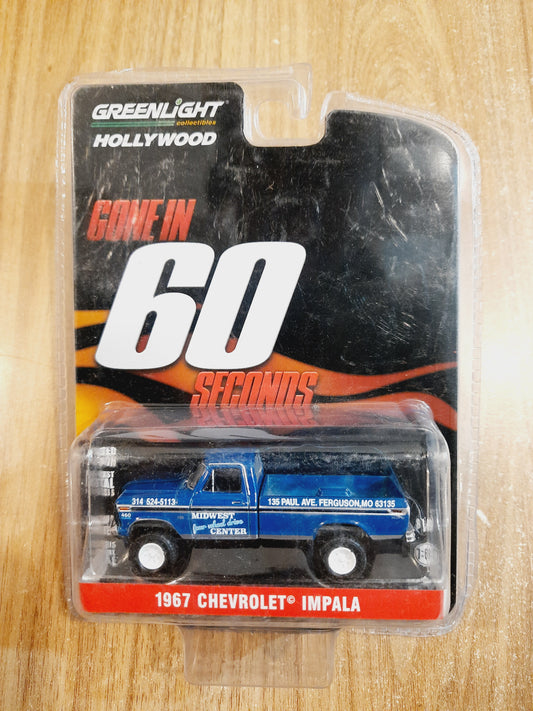 GREENLiGHT
collectibles
HOLLYWOOD
GONE IN
60
SECONDS
314 524-5113
135 PAUL AVE. FERGUSON,MO 63135
460
MIDWEST
four wheel drive
CENTER
1967 CHEVROLET© IMPALA